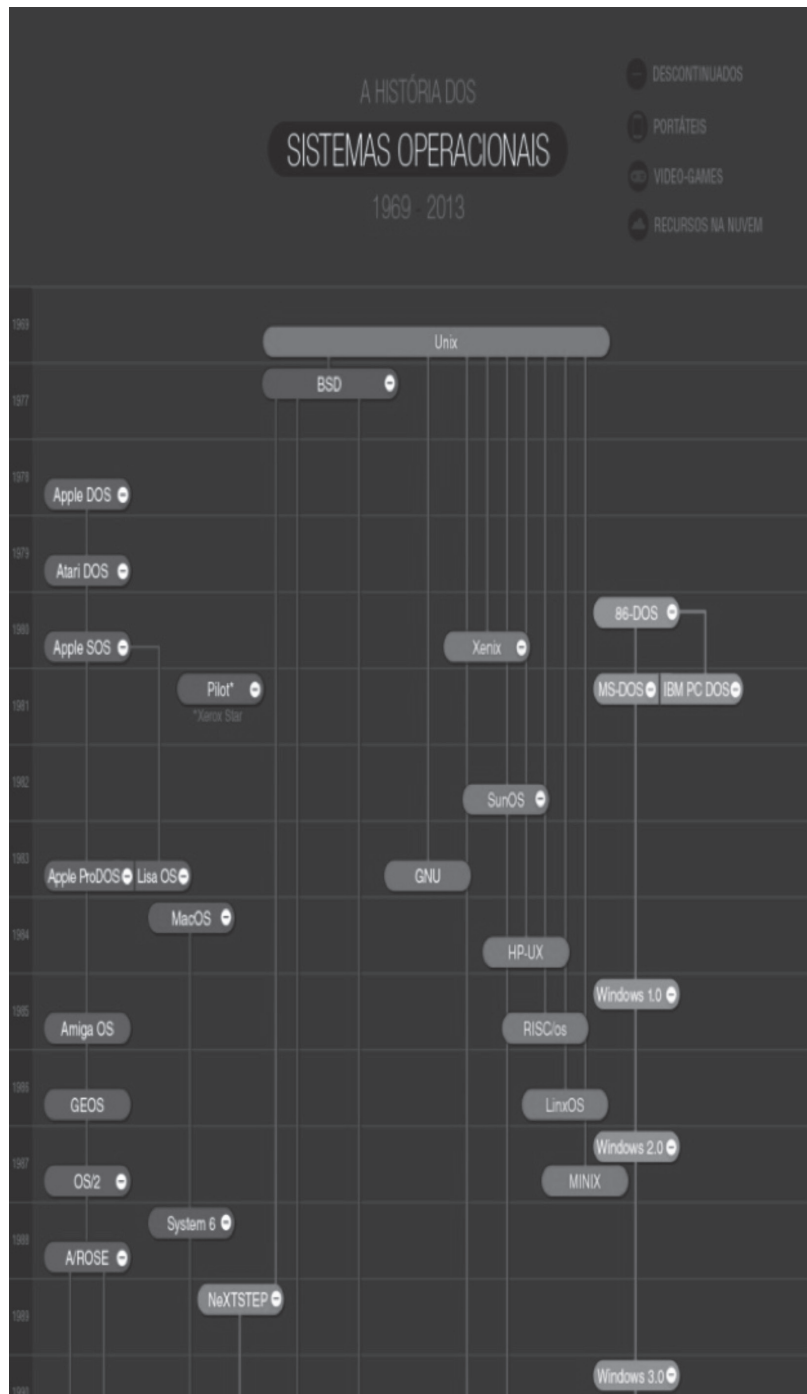 A HISTÓRIA DOS
SISTEMAS OPERACIONAIS
1969 - 2013
DESCONTINUADOS
PORTÁTEIS
VIDEO-GAMES
RECURSOS NA NUVEM
1969
Unix
BSD
1977
1978
Apple DOS
1979
Atari DOS
86-DOS
1980
Apple SOS
Xenix
Pilot*
MS-DOS IBM PC DOS
1981
*Xerox Star
1982
SunOS
1983
Apple ProDOS Lisa OS
GNU
MacOS
1984
HP-UX
Windows 1.0
1985
Amiga OS
RISC/os
1986
GEOS
LinxOS
Windows 2.0
1987
OS/2
MINIX
System 6
1988
A/ROSE
NeXTSTEP
1989
Windows 3.0
1990